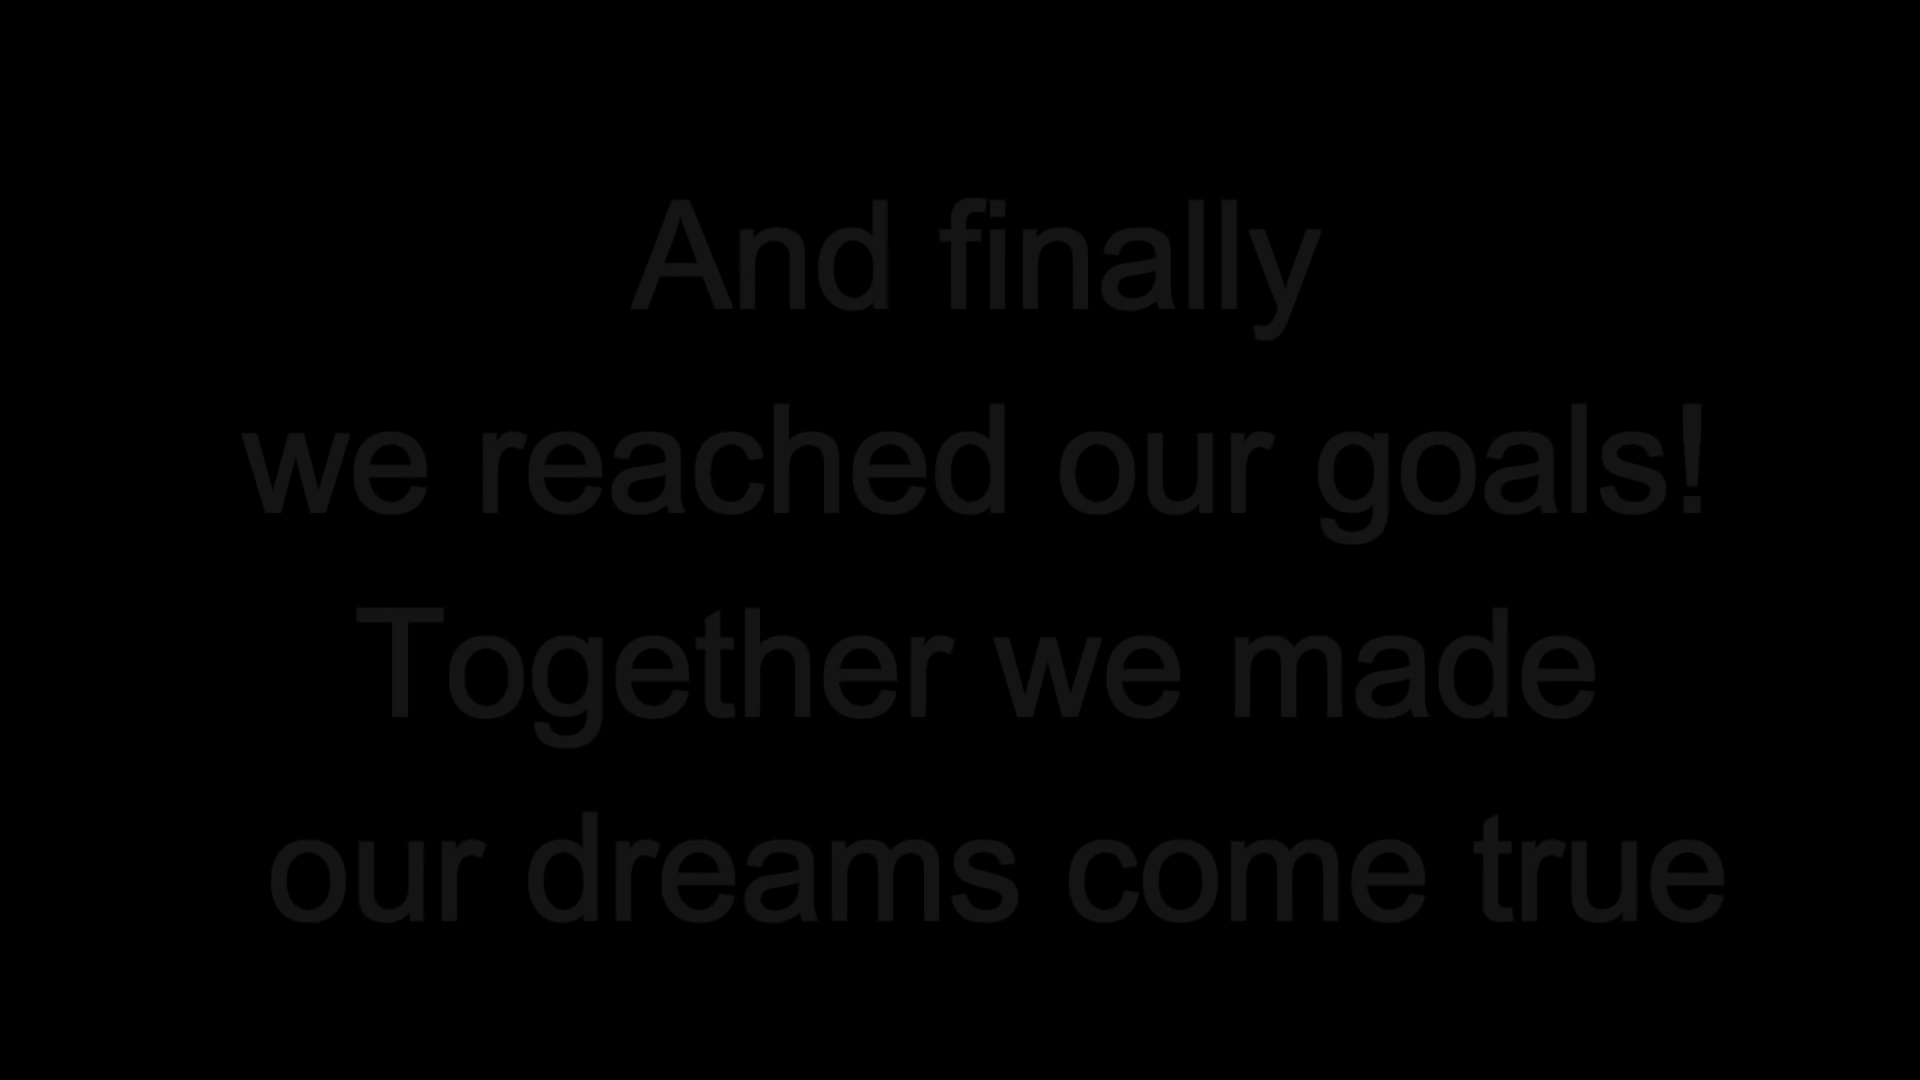 And finally
we reached our goals!
Together we made
our dreams come true